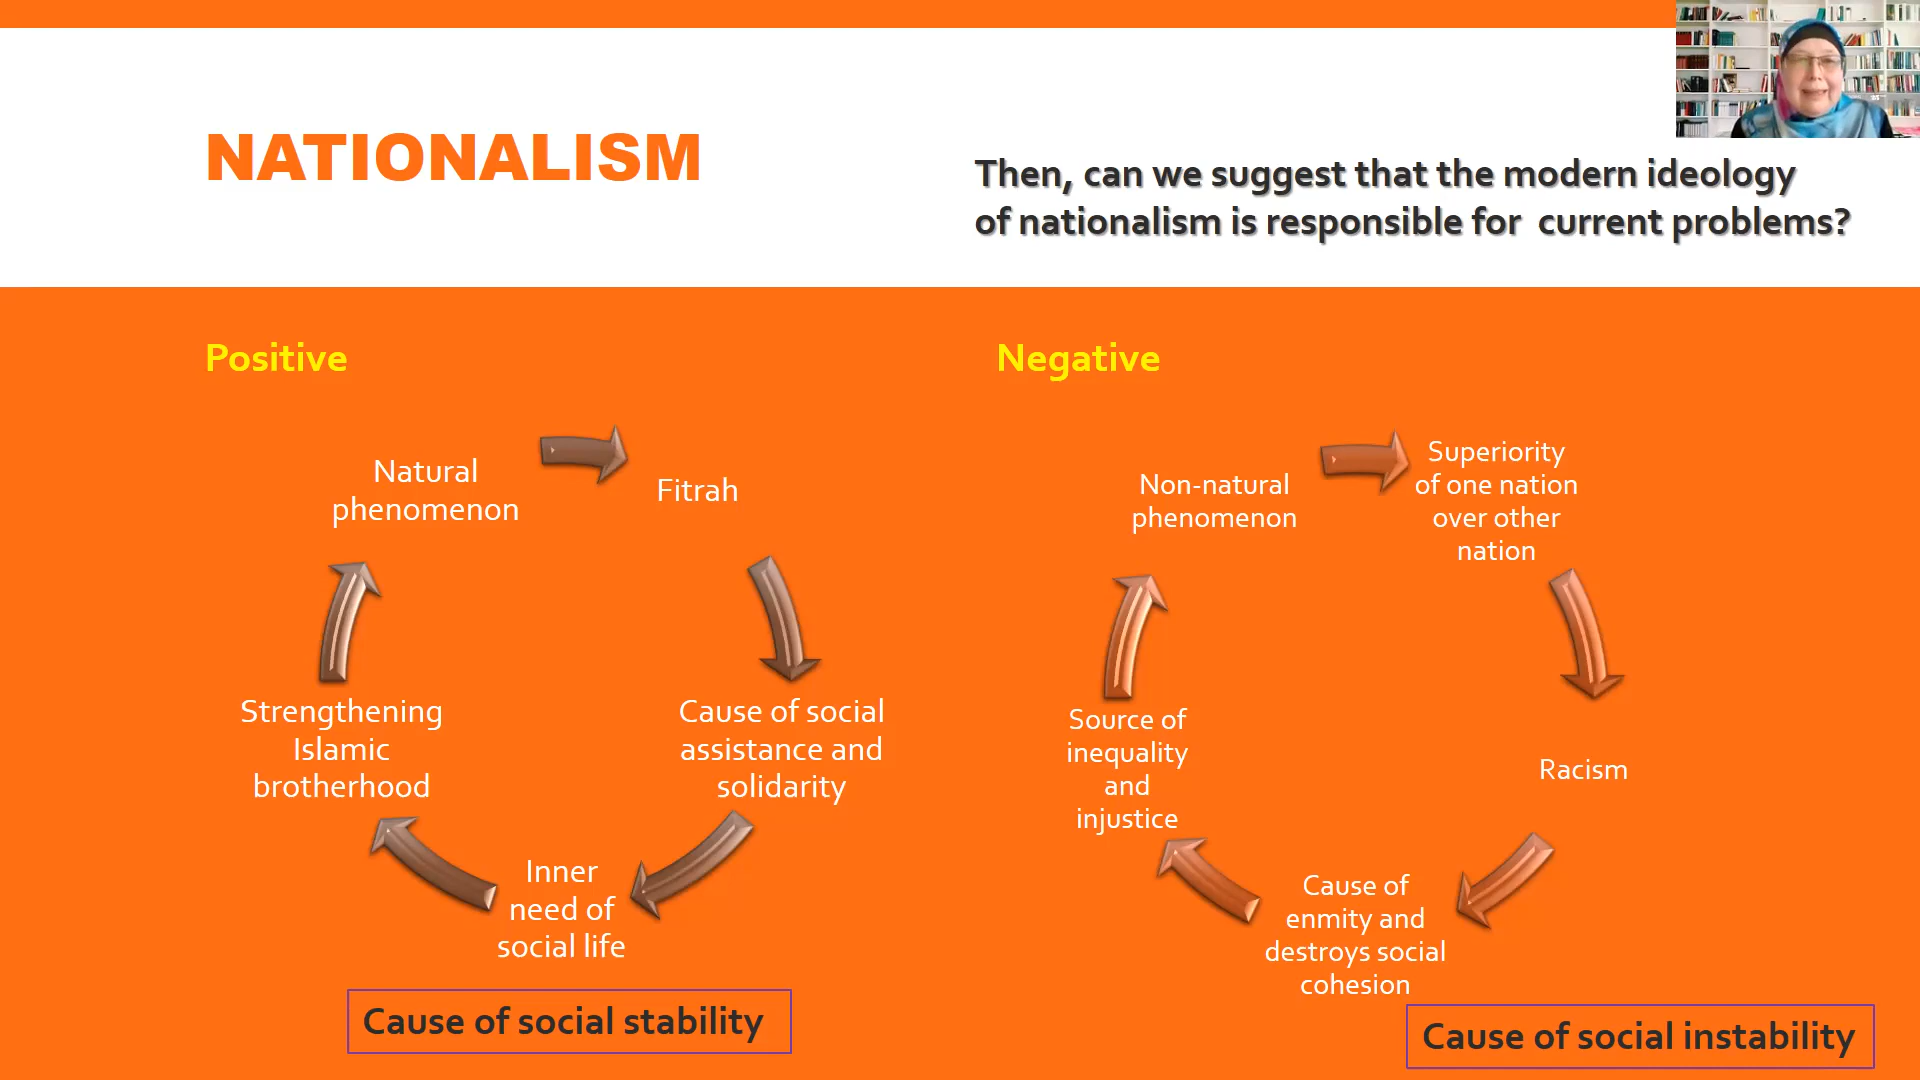 NATIONALISM
Then, can we suggest that the modern ideology
of nationalism is responsible for current problems?
Positive
Natural
phenomenon
Fitrah
Cause of social
assistance and
solidarity
Inner
need of
social life
Strengthening
Islamic
brotherhood
Cause of social stability
Negative
Non-natural
phenomenon
Superiority
of one nation
over other
nation
Racism
Cause of
enmity and
destroys social
cohesion
Source of
inequality
and
injustice
Cause of social instability